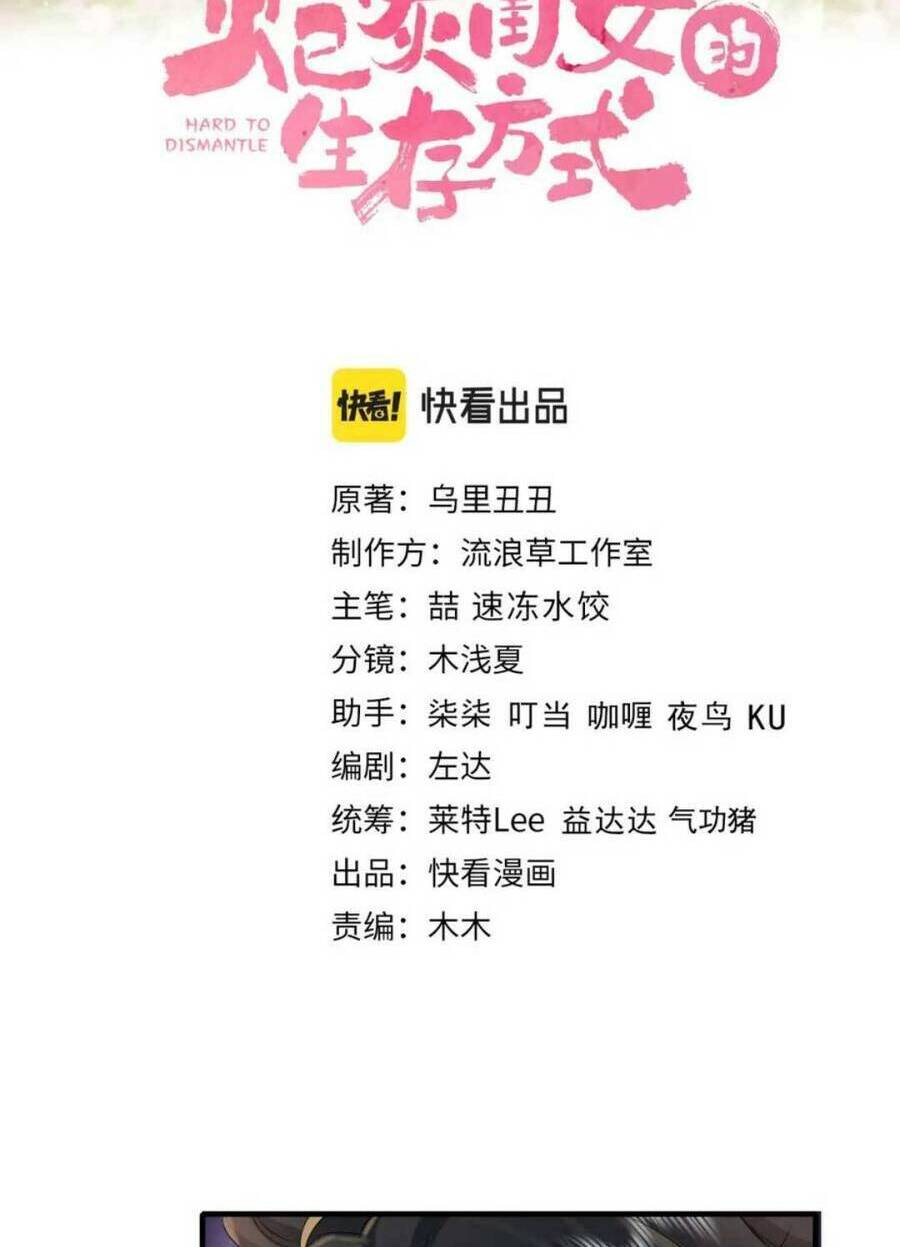 蛇灾闺女的
HARD TO
DISMANTLE
生存方式
快看! 快看出品
原著：乌里丑丑
制作方：流浪草工作室
主笔：喆 速冻水饺
分镜：木浅夏
助手：柒柒 叮当 咖喱 夜鸟 KU
编剧：左达
统筹：莱特Lee 益达达 气功猪
出品：快看漫画
责编：木木